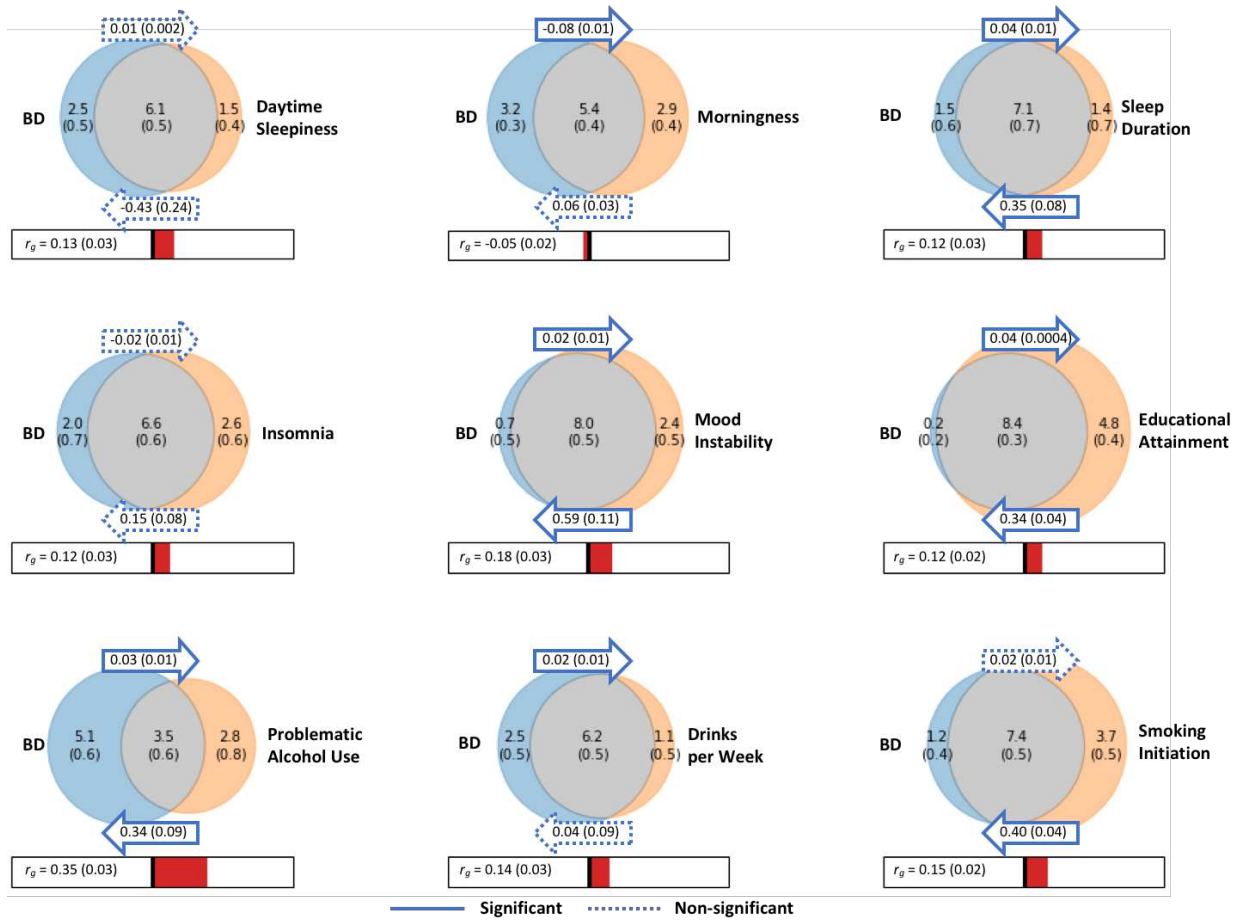 0.01 (0.002)
2.5
(0.5)
6.1
(0.5)
1.5
(0.4)
BD
Daytime
Sleepiness
-0.43 (0.24)
rg = 0.13 (0.03)
-0.08 (0.01)
3.2
(0.3)
5.4
(0.4)
2.9
(0.4)
BD
Morningness
0.06 (0.03)
rg = -0.05 (0.02)
0.04 (0.01)
1.5
(0.6)
7.1
(0.7)
1.4
(0.7)
BD
Sleep
Duration
0.35 (0.08)
rg = 0.12 (0.03)
-0.02 (0.01)
2.0
(0.7)
6.6
(0.6)
2.6
(0.6)
BD
Insomnia
0.15 (0.08)
rg = 0.12 (0.03)
0.02 (0.01)
0.7
(0.5)
8.0
(0.5)
2.4
(0.5)
BD
Mood
Instability
0.59 (0.11)
rg = 0.18 (0.03)
0.04 (0.0004)
0.2
(0.2)
8.4
(0.3)
4.8
(0.4)
BD
Educational
Attainment
0.34 (0.04)
rg = 0.12 (0.02)
0.03 (0.01)
5.1
(0.6)
3.5
(0.6)
2.8
(0.8)
BD
Problematic
Alcohol Use
0.34 (0.09)
rg = 0.35 (0.03)
0.02 (0.01)
2.5
(0.5)
6.2
(0.5)
1.1
(0.5)
BD
Drinks
per Week
0.04 (0.09)
rg = 0.14 (0.03)
0.02 (0.01)
1.2
(0.4)
7.4
(0.5)
3.7
(0.5)
BD
Smoking
Initiation
0.40 (0.04)
rg = 0.15 (0.02)
Significant
Non-significant